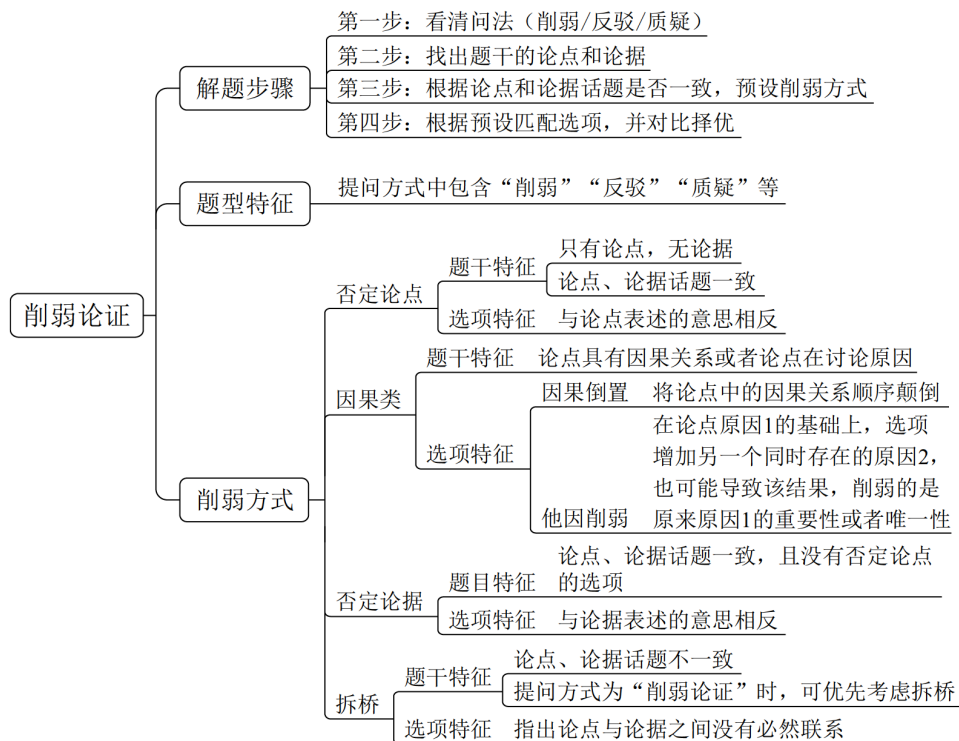 第一步：看清问法（削弱/反驳/质疑）
第二步：找出题干的论点和论据
解题步骤
第三步：根据论点和论据话题是否一致，预设削弱方式
第四步：根据预设匹配选项，并对比择优
题型特征
提问方式中包含“削弱”“反驳”“质疑”等
削弱论证
削弱方式
否定论点
题干特征
只有论点，无论据
论点、论据话题一致
选项特征
与论点表述的意思相反
因果类
题干特征
论点具有因果关系或者论点在讨论原因
选项特征
因果倒置
将论点中的因果关系顺序颠倒
他因削弱
在论点原因1的基础上，选项
增加另一个同时存在的原因2，
也可能导致该结果，削弱的是
原来原因1的重要性或者唯一性
否定论据
题目特征
论点、论据话题一致，且没有否定论点
的选项
选项特征
与论据表述的意思相反
拆桥
题干特征
论点、论据话题不一致
提问方式为“削弱论证”时，可优先考虑拆桥
选项特征
指出论点与论据之间没有必然联系